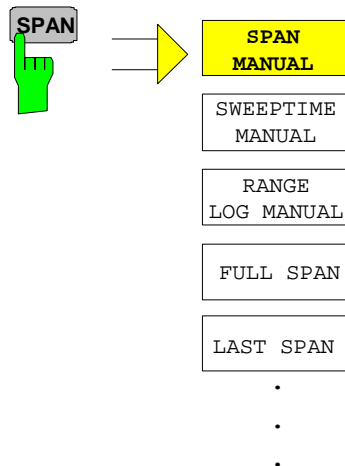 SPAN
SPAN
MANUAL
SWEEPTIME
MANUAL
RANGE
LOG MANUAL
FULL SPAN
LAST SPAN
.
.
.